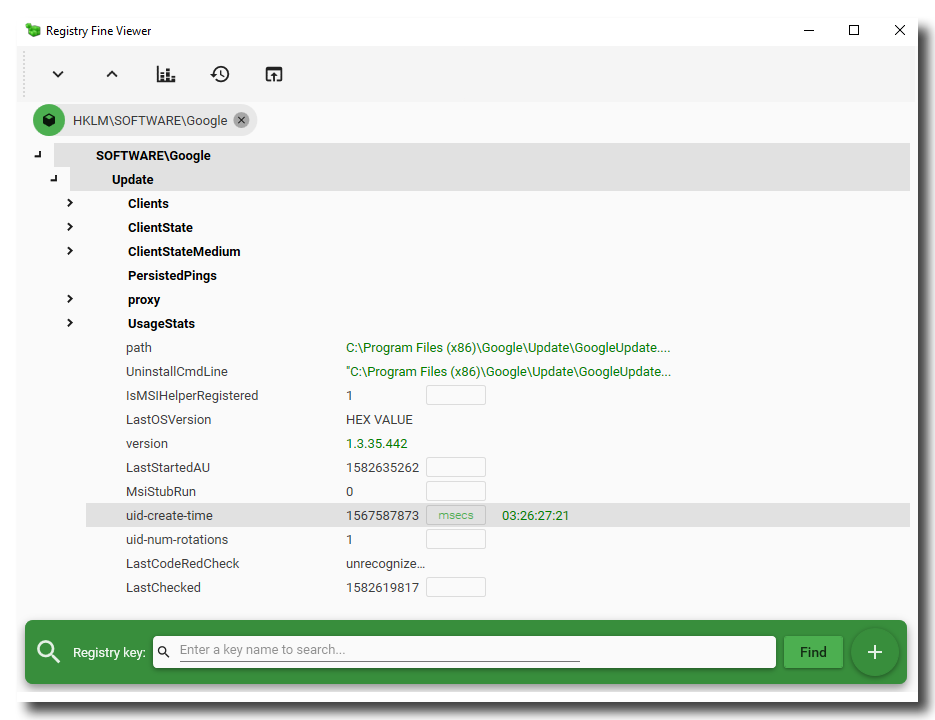 Registry Fine Viewer
HKLM\SOFTWARE\Google
SOFTWARE\Google
Update
Clients
ClientState
ClientStateMedium
PersistedPings
proxy
UsageStats
path C:\Program Files (x86)\Google\Update\GoogleUpdate....
UninstallCmdLine "C:\Program Files (x86)\Google\Update\GoogleUpdate...
IsMSIHelperRegistered 1
LastOSVersion HEX VALUE
version 1.3.35.442
LastStartedAU 1582635262
MsiStubRun 0
uid-create-time 1567587873 msecs 03:26:27:21
uid-num-rotations 1
LastCodeRedCheck unrecognize...
LastChecked 1582619817
Registry key: Enter a key name to search... Find